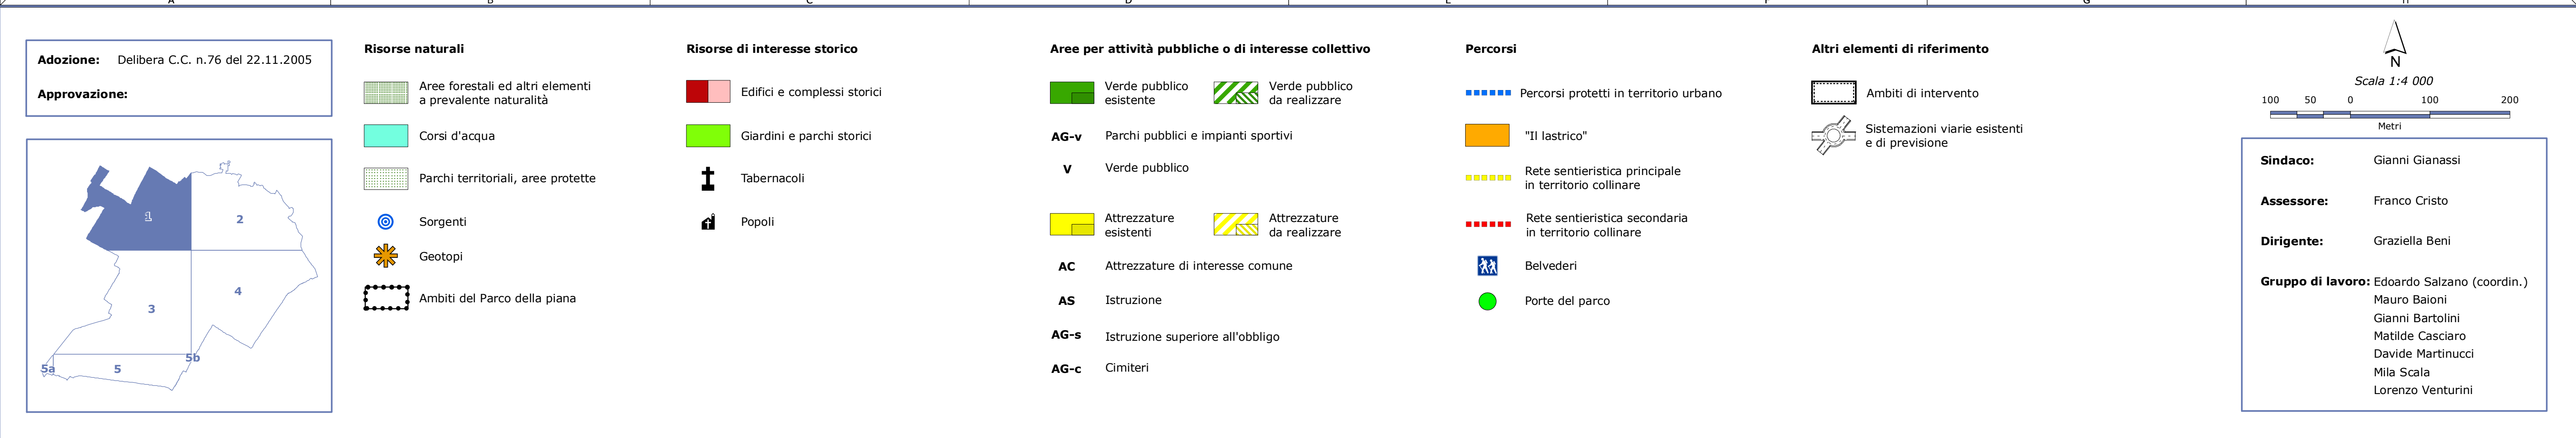 A B C D E F G H
Adozione: Delibera C.C. n.76 del 22.11.2005
Approvazione:
1
2
3
4
5a
5
5b
Risorse naturali
Aree forestali ed altri elementi
a prevalente naturalità
Corsi d'acqua
Parchi territoriali, aree protette
Sorgenti
Geotopi
Ambiti del Parco della piana
Risorse di interesse storico
Edifici e complessi storici
Giardini e parchi storici
Tabernacoli
Popoli
Aree per attività pubbliche o di interesse collettivo
Verde pubblico
esistente
Verde pubblico
da realizzare
AG-v Parchi pubblici e impianti sportivi
V Verde pubblico
Attrezzature
esistenti
Attrezzature
da realizzare
AC Attrezzature di interesse comune
AS Istruzione
AG-s Istruzione superiore all'obbligo
AG-c Cimiteri
Percorsi
Percorsi protetti in territorio urbano
"Il lastrico"
Rete sentieristica principale
in territorio collinare
Rete sentieristica secondaria
in territorio collinare
Belvederi
Porte del parco
Altri elementi di riferimento
Ambiti di intervento
Sistemazioni viarie esistenti
e di previsione
N
Scala 1:4 000
100 50 0 100 200
Metri
Sindaco: Gianni Gianassi
Assessore: Franco Cristo
Dirigente: Graziella Beni
Gruppo di lavoro: Edoardo Salzano (coordin.)
Mauro Baioni
Gianni Bartolini
Matilde Casciaro
Davide Martinucci
Mila Scala
Lorenzo Venturini